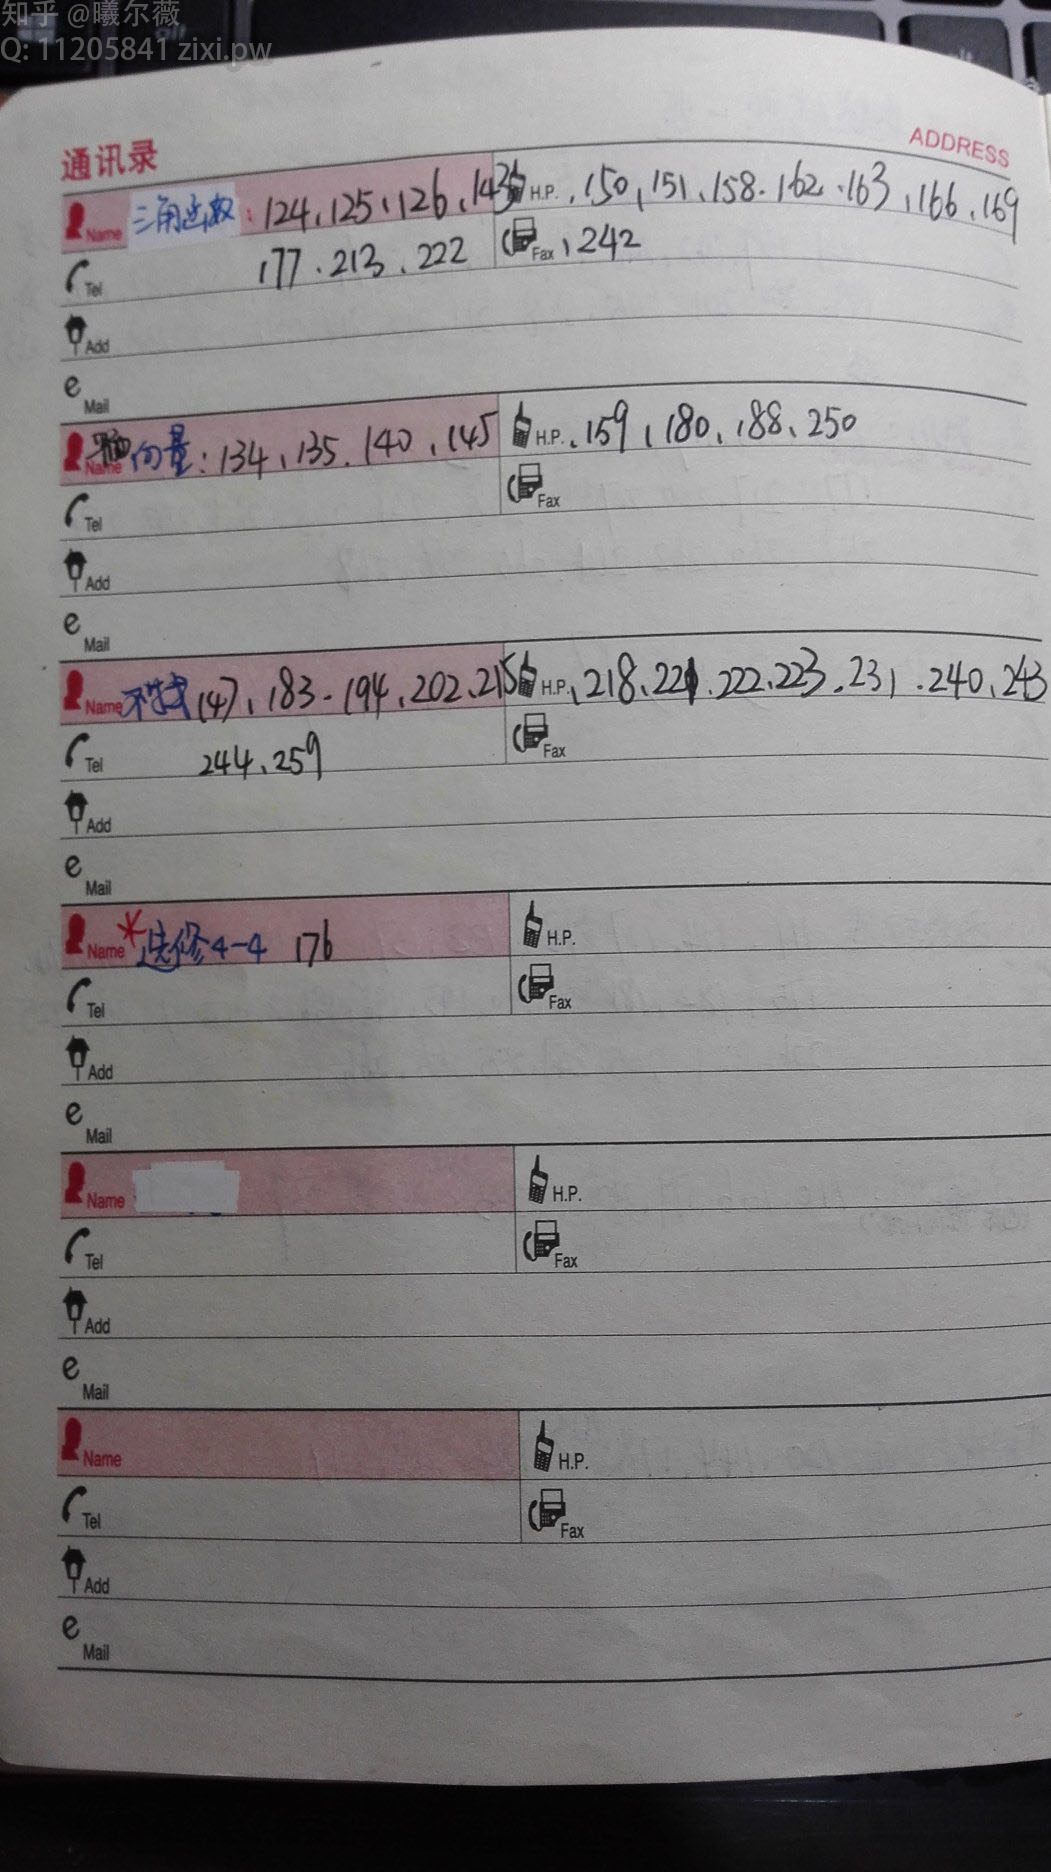 知乎 @曦尔薇
Q: 11205841 zixi.pw
通讯录 ADDRESS
Name 三角函数: 124、125、126、143 H.P. 、150、151、158、162、163、166、169
Tel 177、213、222 Fax 、242
Add
e Mail
Name 向量: 134、135、140、145 H.P. 、159、180、188、250
Tel Fax
Add
e Mail
Name 不等式 147、183、194、202、215 H.P. 、218、221、222、223、231、240、243
Tel 244、259 Fax
Add
e Mail
Name *选修4-4 176 H.P.
Tel Fax
Add
e Mail
Name H.P.
Tel Fax
Add
e Mail
Name H.P.
Tel Fax
Add
e Mail